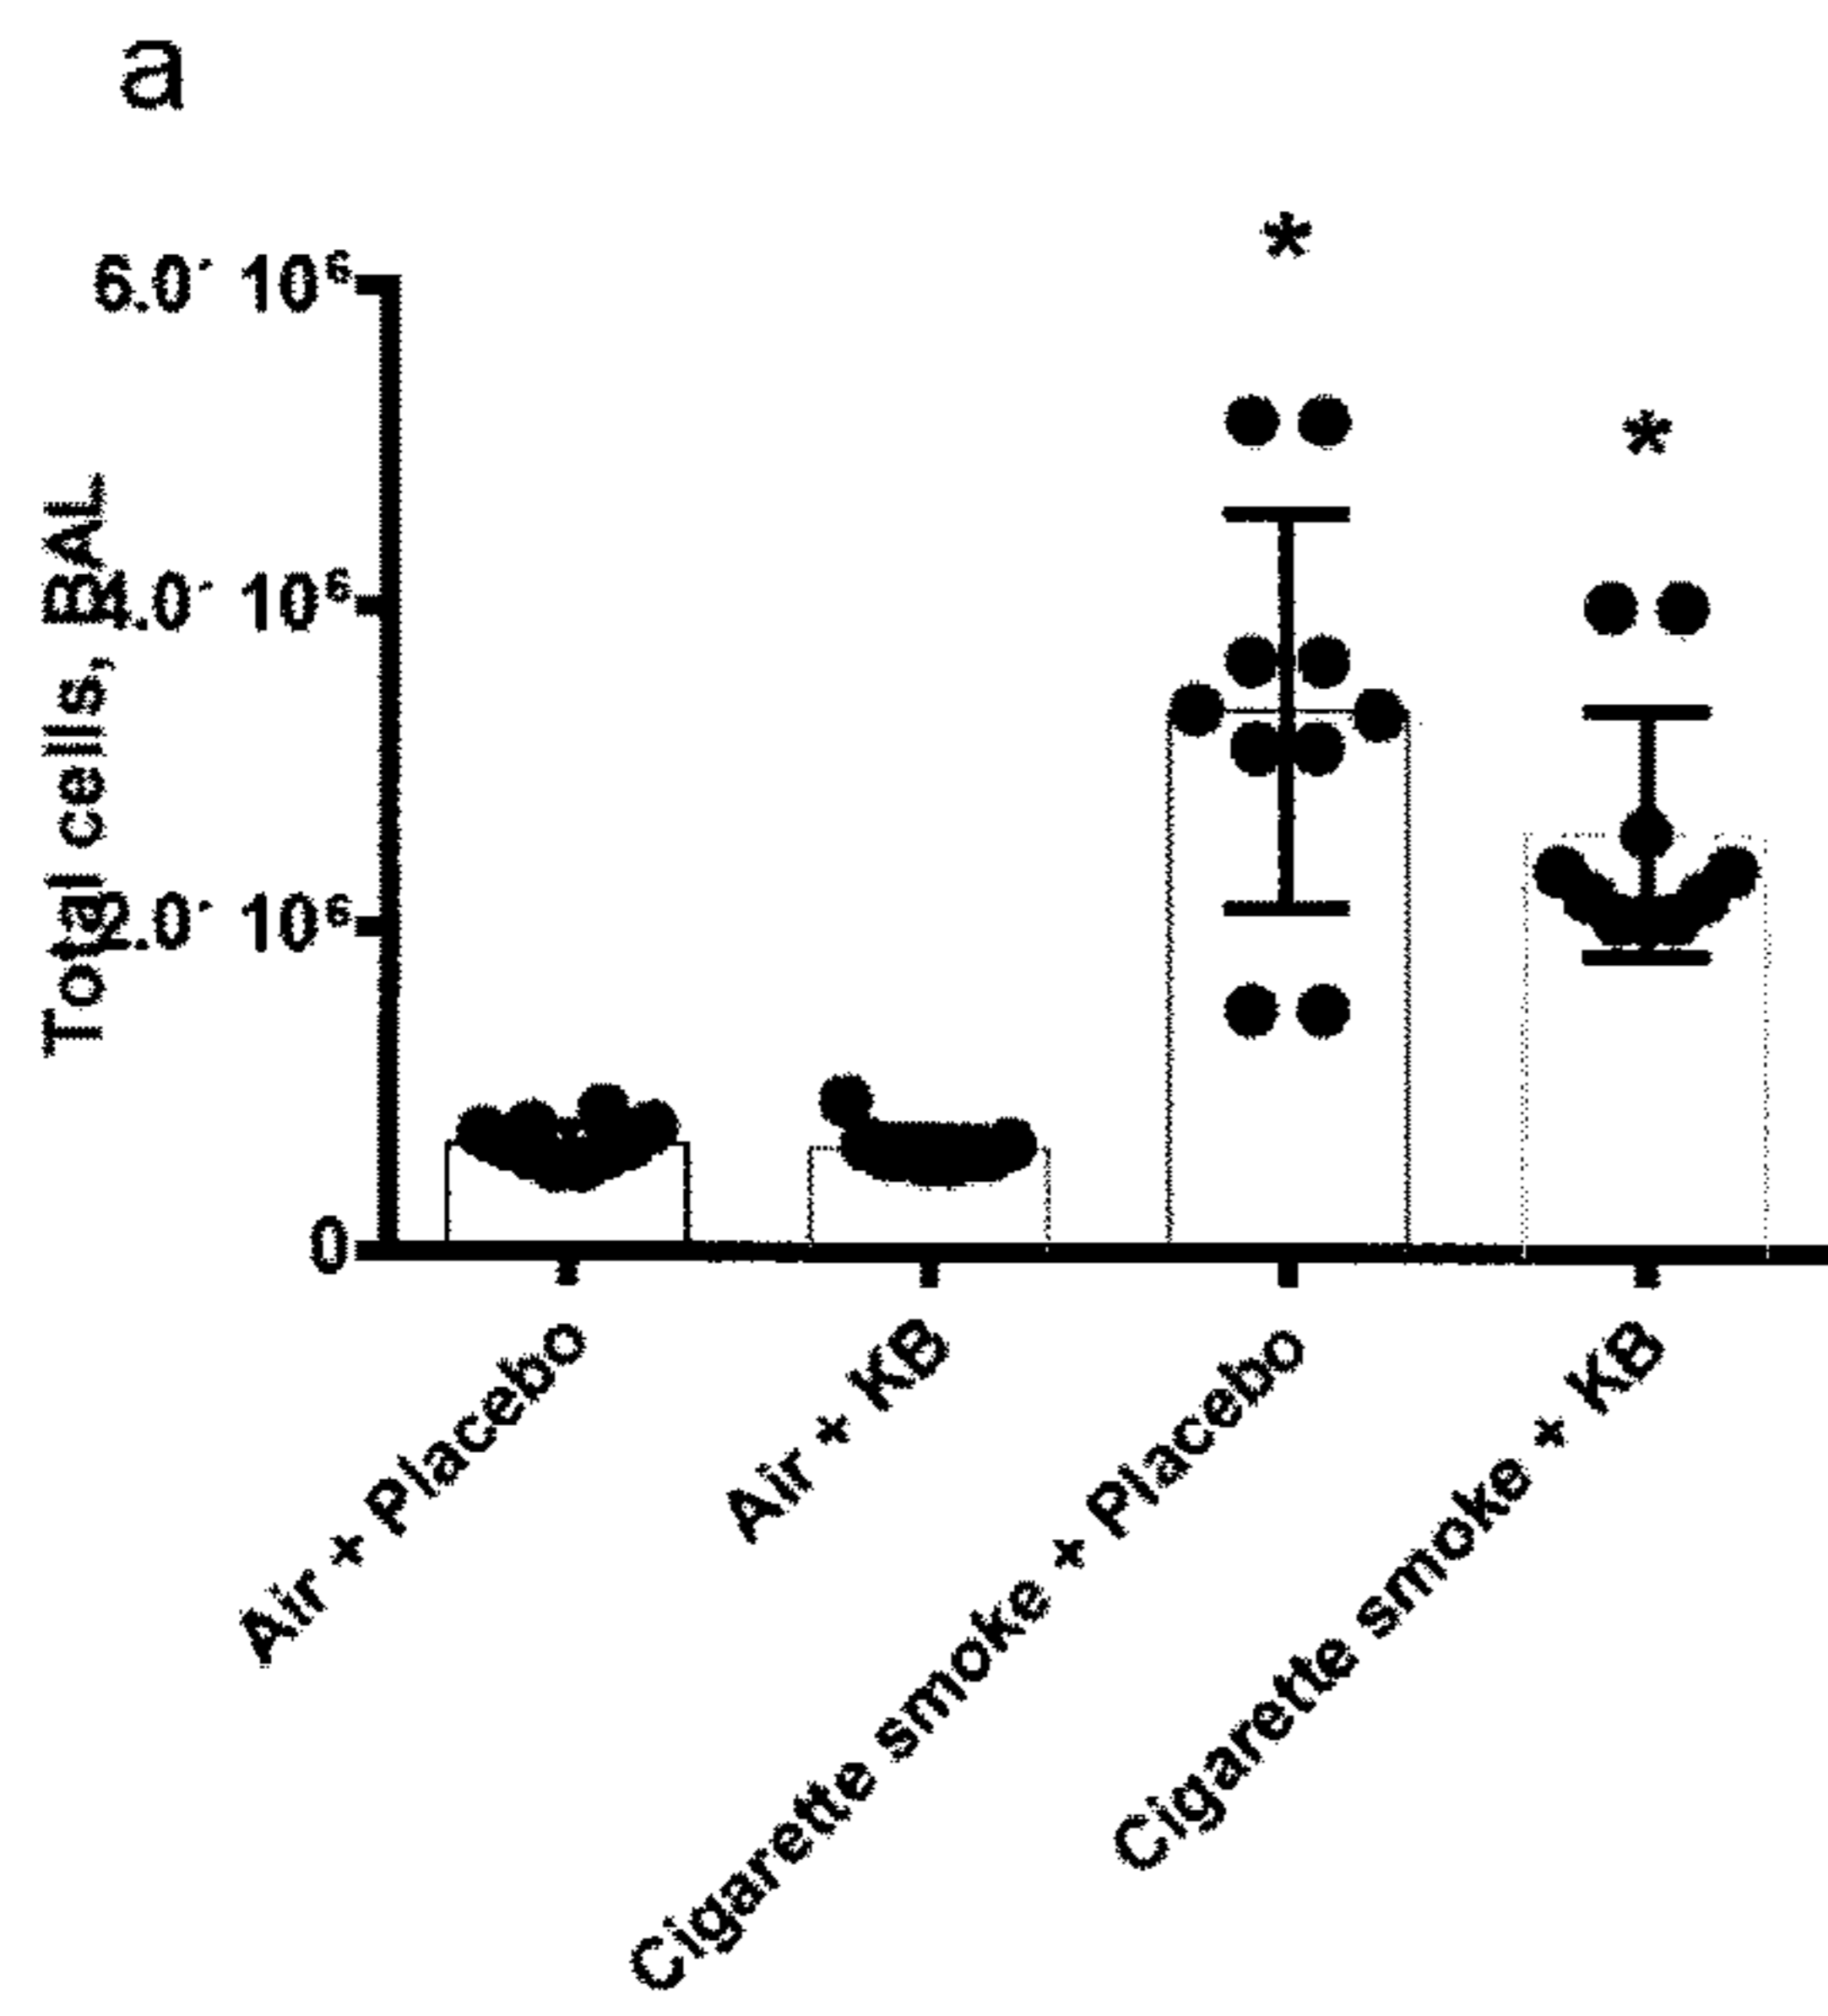 a
*
*
6.0´ 10⁶
4.0´ 10⁶
2.0´ 10⁶
0
Total cells, BAL
Air + Placebo
Air + KB
Cigarette smoke + Placebo
Cigarette smoke + KB